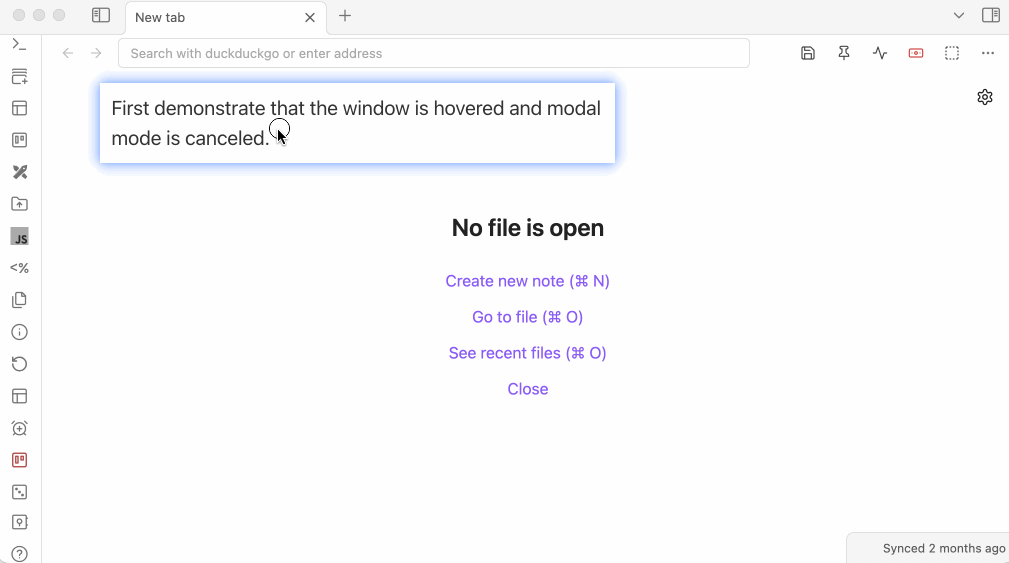 New tab
Search with duckduckgo or enter address
First demonstrate that the window is hovered and modal
mode is canceled.
JS
<%
No file is open
Create new note (⌘ N)
Go to file (⌘ O)
See recent files (⌘ O)
Close
Synced 2 months ago